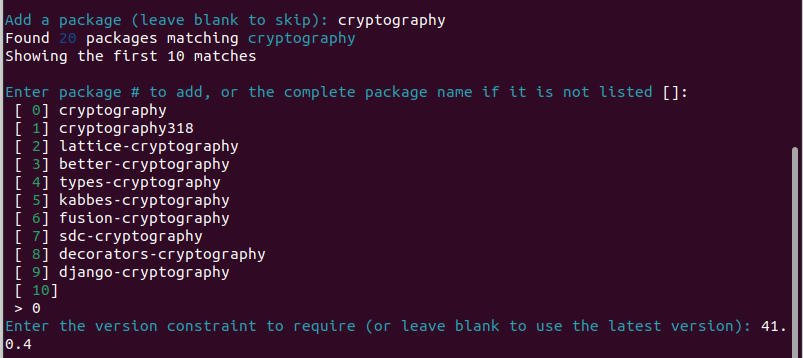 Add a package (leave blank to skip): cryptography
Found 20 packages matching cryptography
Showing the first 10 matches
Enter package # to add, or the complete package name if it is not listed []:
[ 0] cryptography
[ 1] cryptography318
[ 2] lattice-cryptography
[ 3] better-cryptography
[ 4] types-cryptography
[ 5] kabbes-cryptography
[ 6] fusion-cryptography
[ 7] sdc-cryptography
[ 8] decorators-cryptography
[ 9] django-cryptography
[ 10]
> 0
Enter the version constraint to require (or leave blank to use the latest version): 41.
0.4